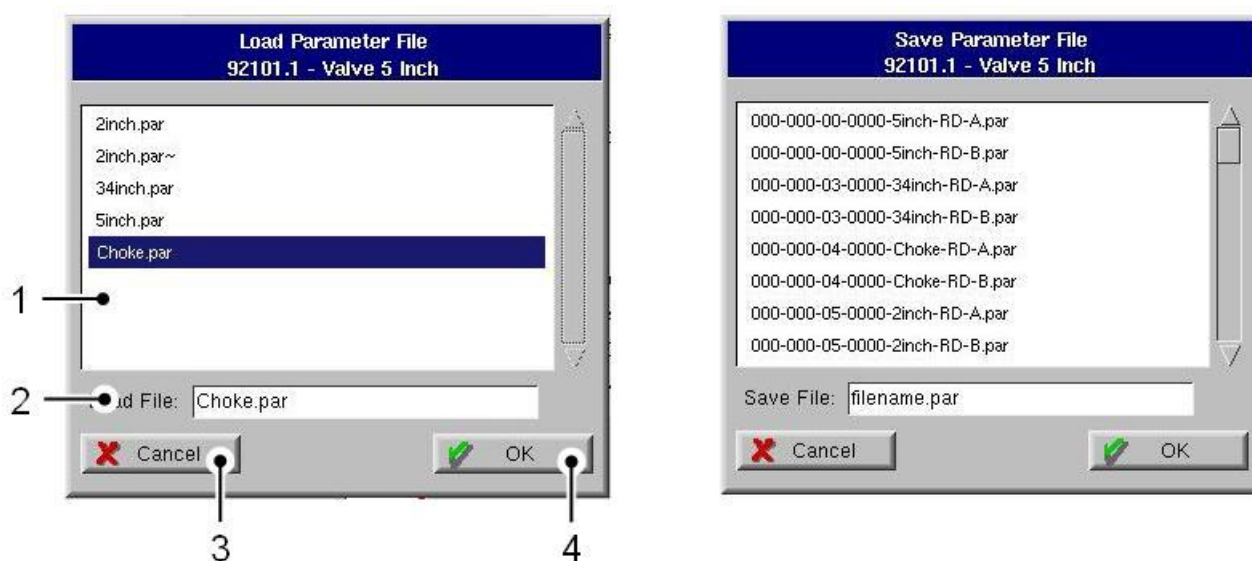 Load Parameter File
92101.1 - Valve 5 Inch
2inch.par
2inch.par~
34inch.par
5inch.par
Choke.par
1
2
File: Choke.par
Cancel
OK
3
4
Save Parameter File
92101.1 - Valve 5 Inch
000-000-00-0000-5inch-RD-A.par
000-000-00-0000-5inch-RD-B.par
000-000-03-0000-34inch-RD-A.par
000-000-03-0000-34inch-RD-B.par
000-000-04-0000-Choke-RD-A.par
000-000-04-0000-Choke-RD-B.par
000-000-05-0000-2inch-RD-A.par
000-000-05-0000-2inch-RD-B.par
Save File: filename.par
Cancel
OK